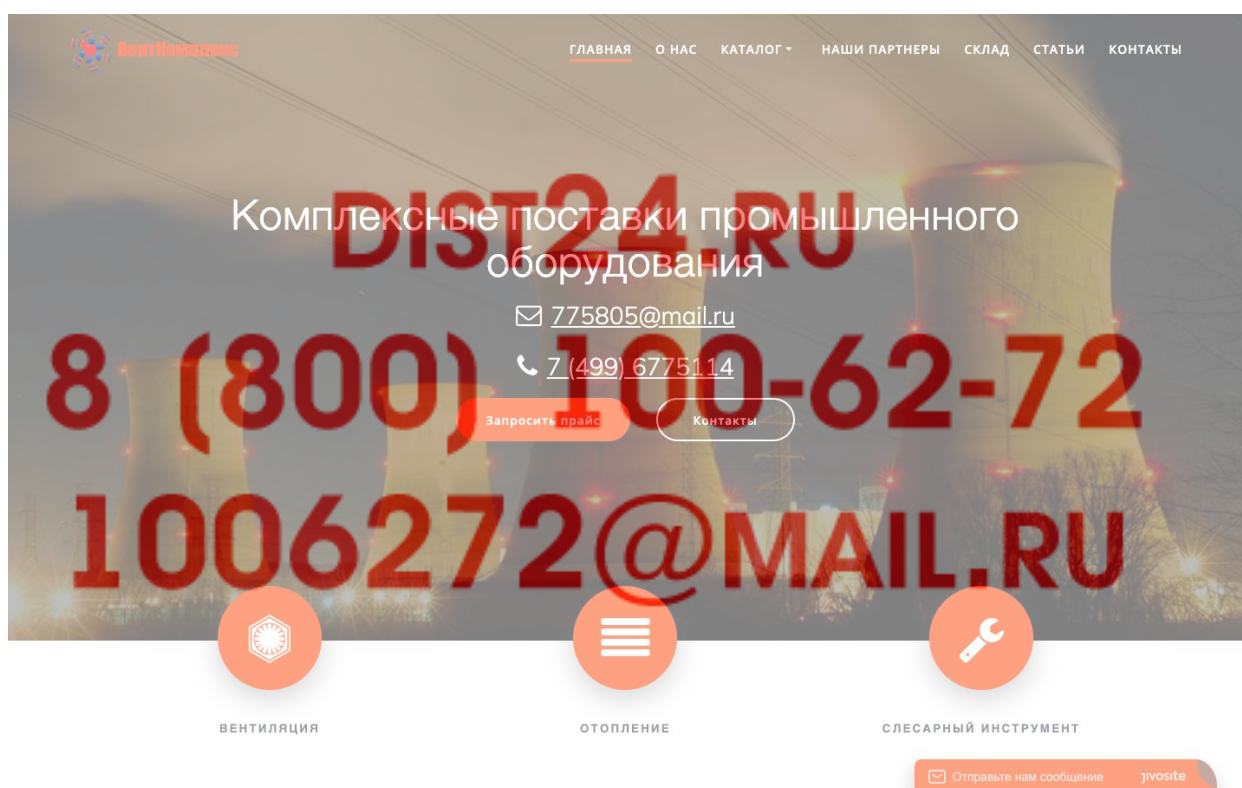 ВентКомплекс
ГЛАВНАЯ О НАС КАТАЛОГ НАШИ ПАРТНЕРЫ СКЛАД СТАТЬИ КОНТАКТЫ
DIST24.RU
Комплексные поставки промышленного
оборудования
775805@mail.ru
8 (800) 100-62-72
7 (499) 6775114
Запросить прайс Контакты
1006272@MAIL.RU
ВЕНТИЛЯЦИЯ ОТОПЛЕНИЕ СЛЕСАРНЫЙ ИНСТРУМЕНТ
Отправьте нам сообщение jivosite